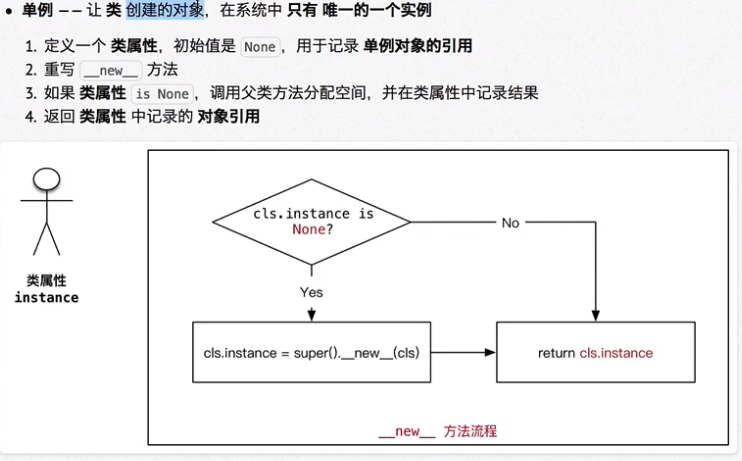 单例 —— 让 类 创建的对象，在系统中 只有 唯一的一个实例
1. 定义一个 类属性，初始值是 None ，用于记录 单例对象的引用
2. 重写 __new__ 方法
3. 如果 类属性 is None ，调用父类方法分配空间，并在类属性中记录结果
4. 返回 类属性 中记录的 对象引用
cls.instance is
None?
No
Yes
类属性
instance
cls.instance = super().__new__(cls)
return cls.instance
__new__ 方法流程